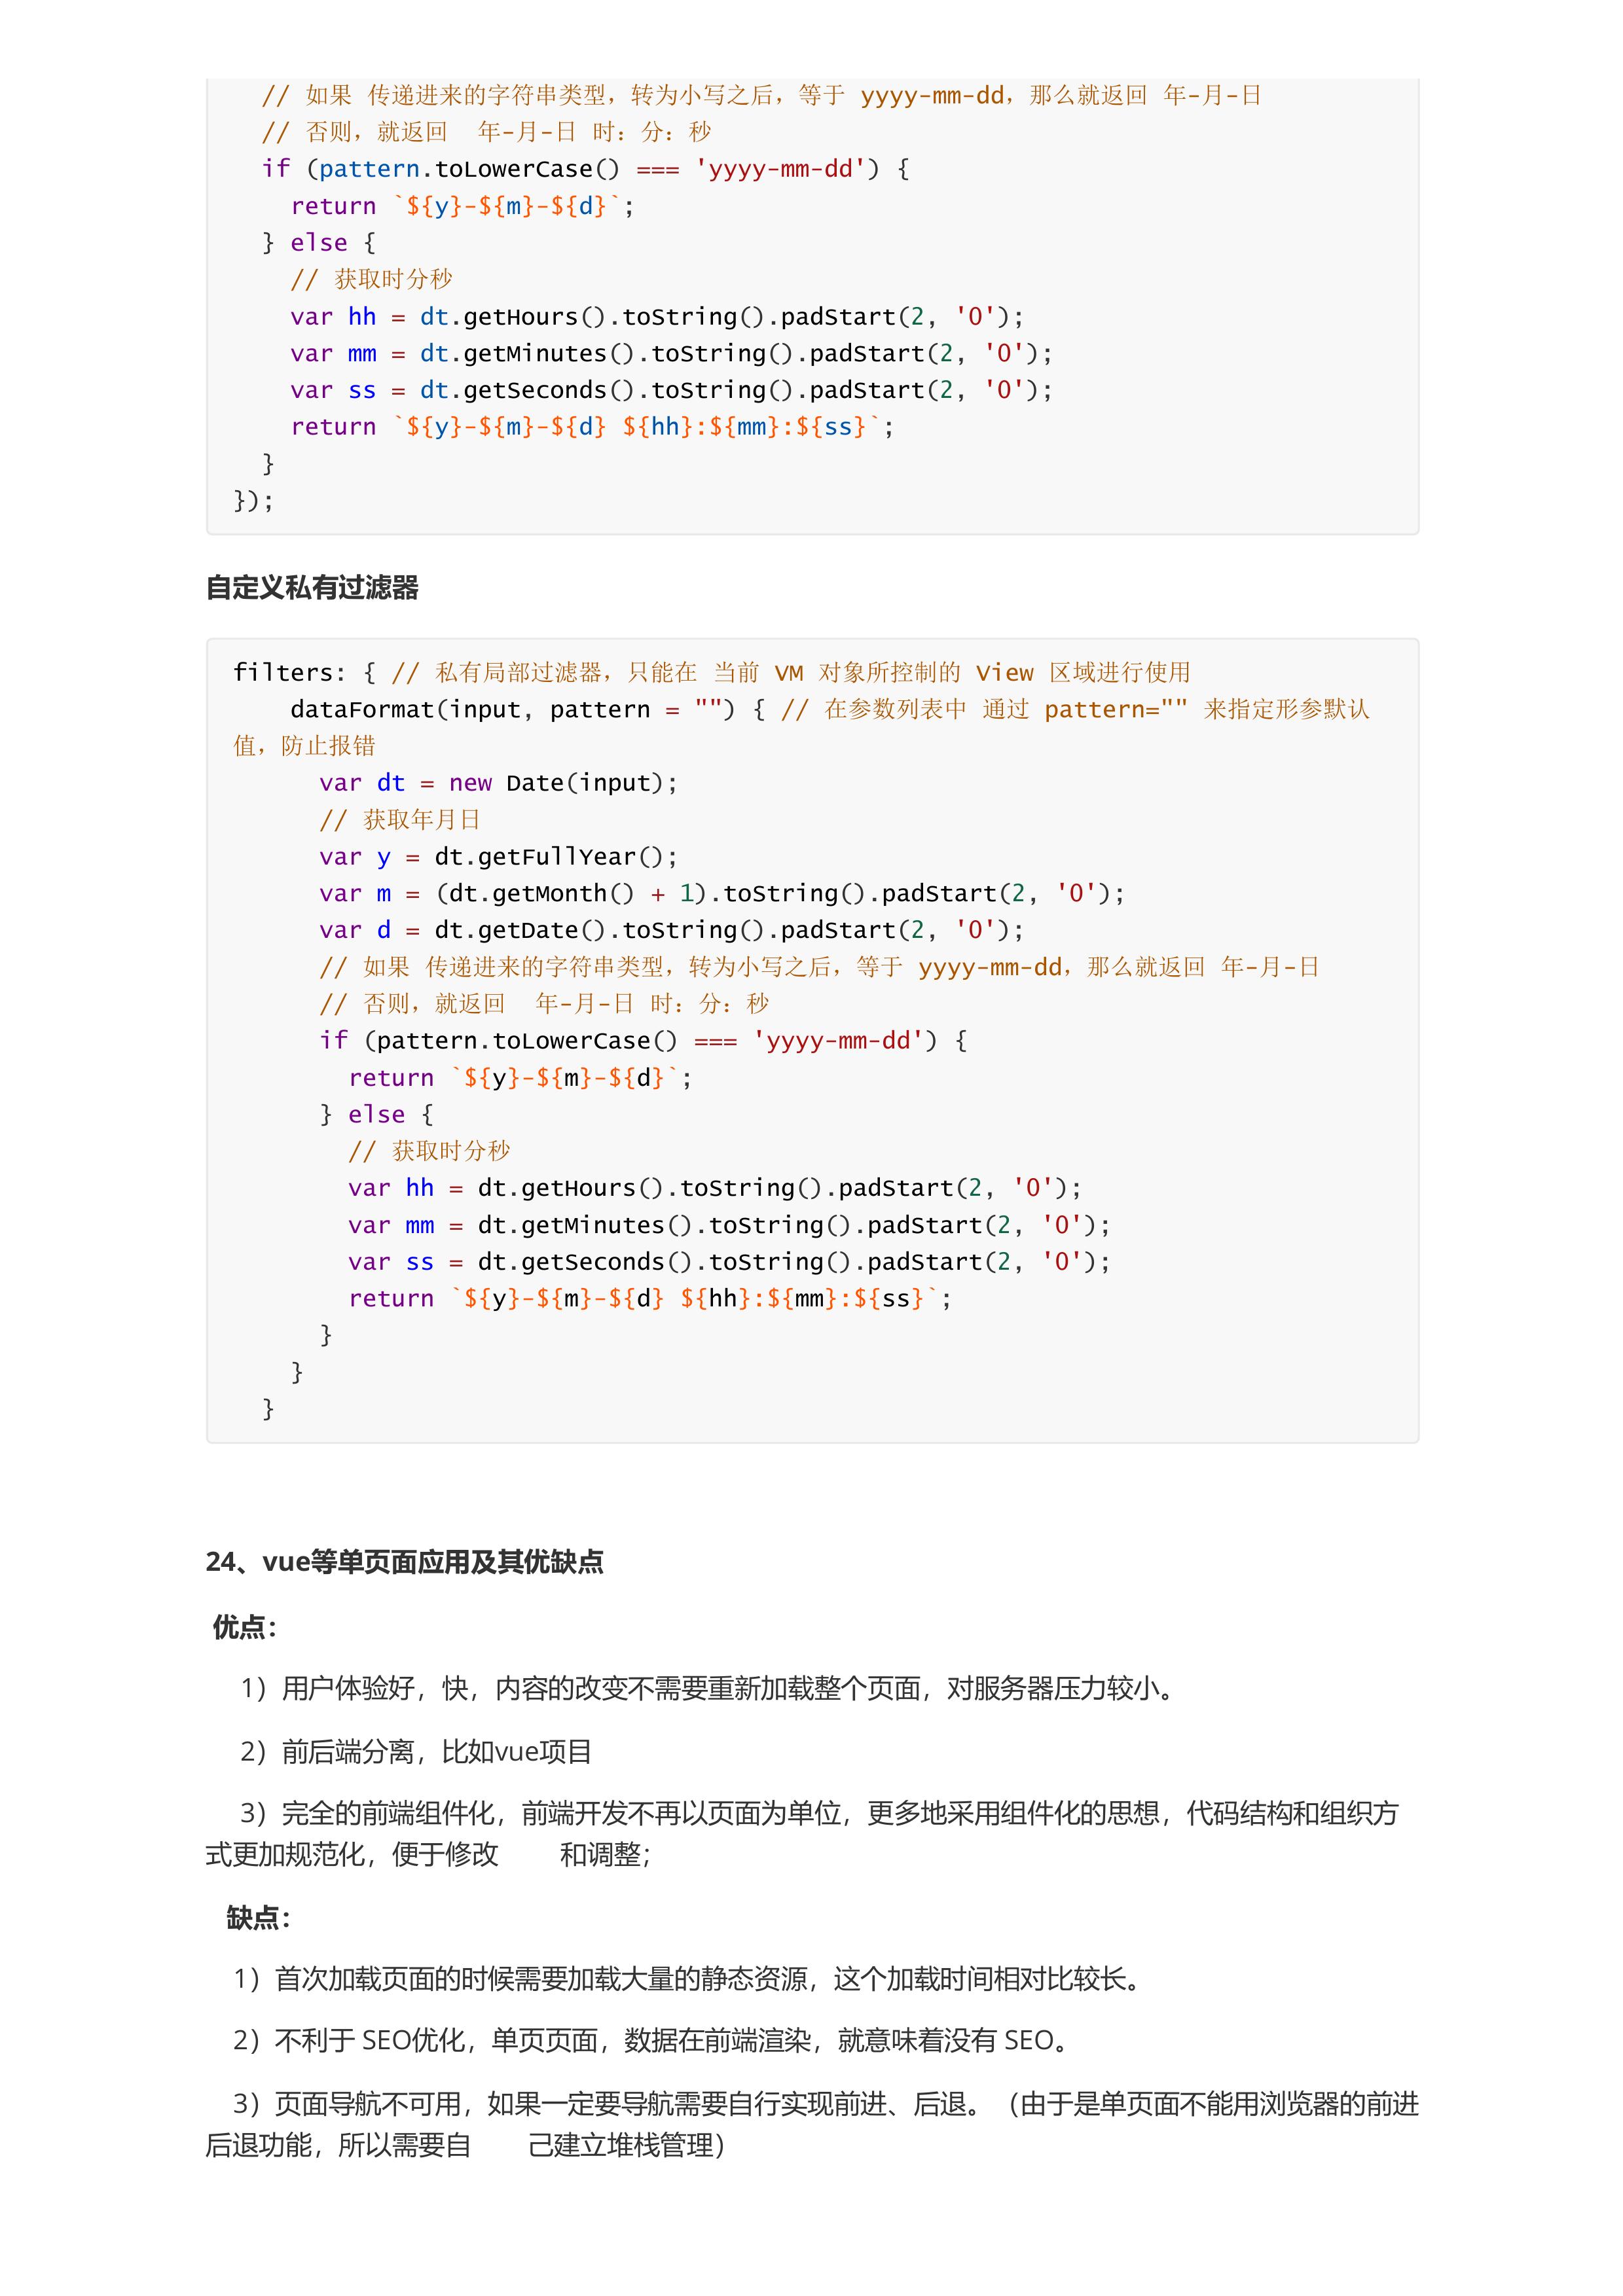 // 如果 传递进来的字符串类型，转为小写之后，等于 yyyy-mm-dd，那么就返回 年-月-日
// 否则，就返回  年-月-日 时：分：秒
if (pattern.toLowerCase() === 'yyyy-mm-dd') {
return `${y}-${m}-${d}`;
} else {
// 获取时分秒
var hh = dt.getHours().toString().padStart(2, '0');
var mm = dt.getMinutes().toString().padStart(2, '0');
var ss = dt.getSeconds().toString().padStart(2, '0');
return `${y}-${m}-${d} ${hh}:${mm}:${ss}`;
}
});
自定义私有过滤器
filters: { // 私有局部过滤器，只能在 当前 VM 对象所控制的 View 区域进行使用
dataFormat(input, pattern = "") { // 在参数列表中 通过 pattern="" 来指定形参默认
值，防止报错
var dt = new Date(input);
// 获取年月日
var y = dt.getFullYear();
var m = (dt.getMonth() + 1).toString().padStart(2, '0');
var d = dt.getDate().toString().padStart(2, '0');
// 如果 传递进来的字符串类型，转为小写之后，等于 yyyy-mm-dd，那么就返回 年-月-日
// 否则，就返回  年-月-日 时：分：秒
if (pattern.toLowerCase() === 'yyyy-mm-dd') {
return `${y}-${m}-${d}`;
} else {
// 获取时分秒
var hh = dt.getHours().toString().padStart(2, '0');
var mm = dt.getMinutes().toString().padStart(2, '0');
var ss = dt.getSeconds().toString().padStart(2, '0');
return `${y}-${m}-${d} ${hh}:${mm}:${ss}`;
}
}
}
24、vue等单页面应用及其优缺点
优点：
1）用户体验好，快，内容的改变不需要重新加载整个页面，对服务器压力较小。
2）前后端分离，比如vue项目
3）完全的前端组件化，前端开发不再以页面为单位，更多地采用组件化的思想，代码结构和组织方
式更加规范化，便于修改 和调整；
缺点：
1）首次加载页面的时候需要加载大量的静态资源，这个加载时间相对比较长。
2）不利于 SEO优化，单页页面，数据在前端渲染，就意味着没有 SEO。
3）页面导航不可用，如果一定要导航需要自行实现前进、后退。（由于是单页面不能用浏览器的前进
后退功能，所以需要自 己建立堆栈管理）